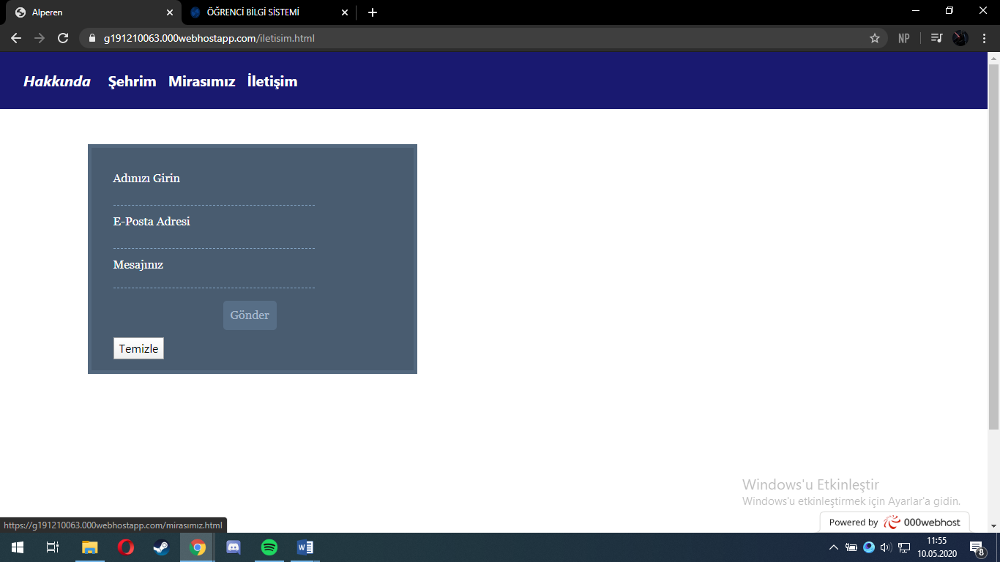 Alperen
ÖĞRENCİ BİLGİ SİSTEMİ
g191210063.000webhostapp.com/iletisim.html
NP
Hakkında Şehrim Mirasımız İletişim
Adınızı Girin
E-Posta Adresi
Mesajınız
Gönder
Temizle
Windows'u Etkinleştir
Windows'u etkinleştirmek için Ayarlar'a gidin.
Powered by 000webhost
https://g191210063.000webhostapp.com/mirasımız.html
11:55
10.05.2020
8